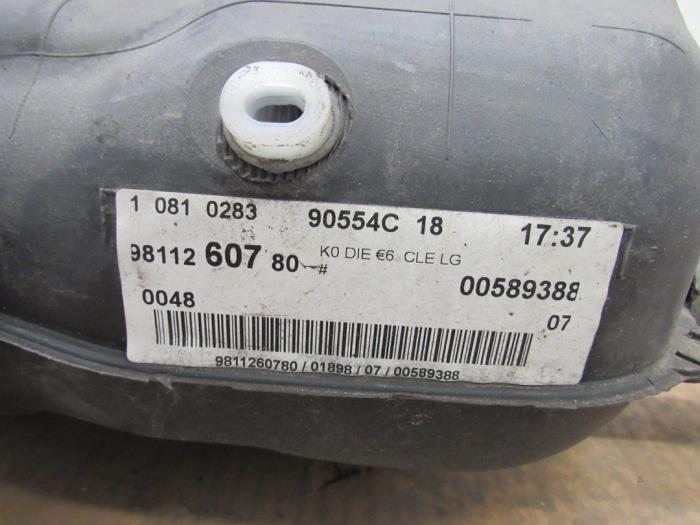 1 081 0283 90554C 18 17:37
98112 607 80 -# K0 DIE €6 CLE LG
00589388
0048 07
9811260780 / 01898 / 07 / 00589388